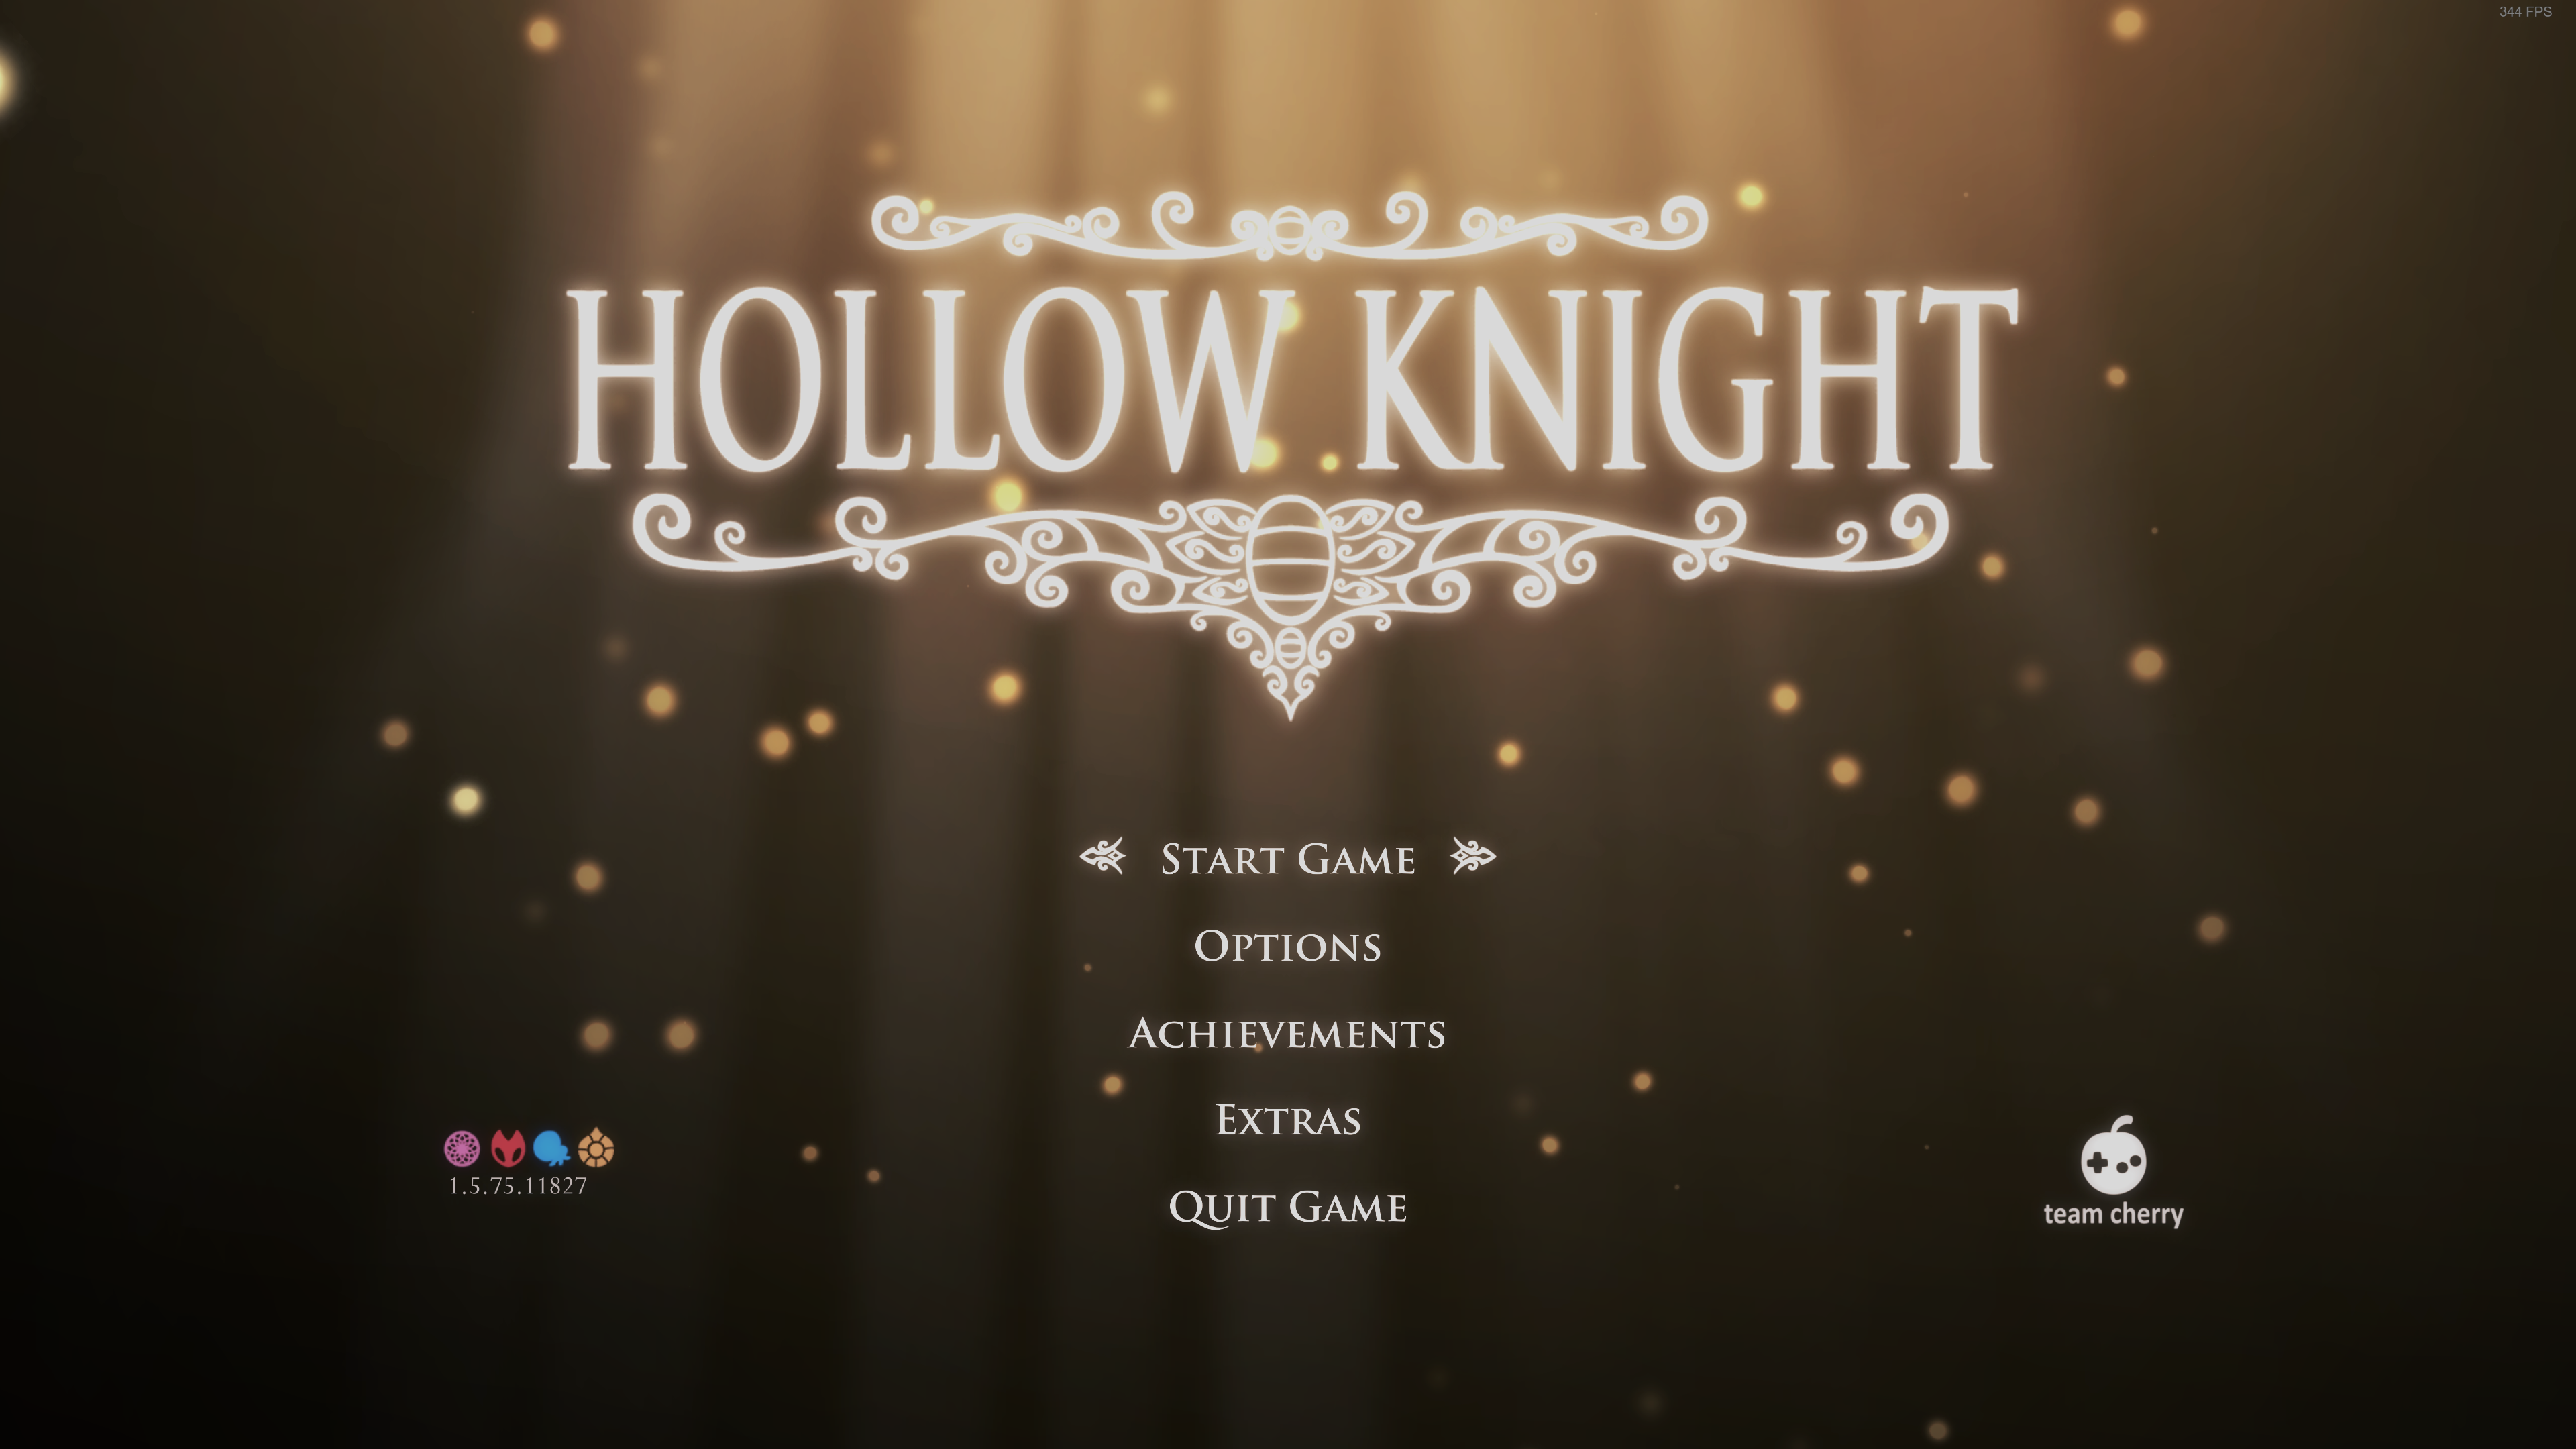 344 FPS
HOLLOW KNIGHT
START GAME
OPTIONS
ACHIEVEMENTS
EXTRAS
QUIT GAME
1.5.75.11827
team cherry